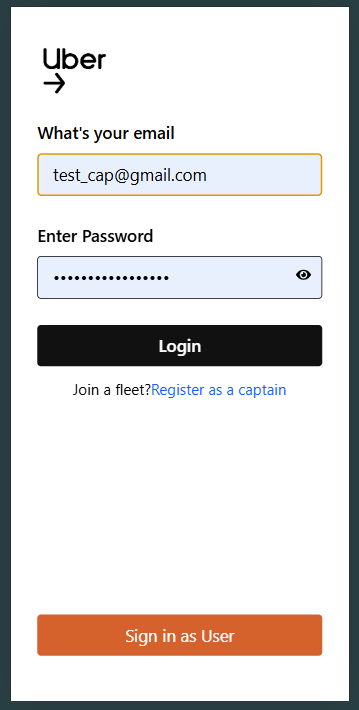 Uber
What's your email
test_cap@gmail.com
Enter Password
•••••••••••••••••
Login
Join a fleet?Register as a captain
Sign in as User